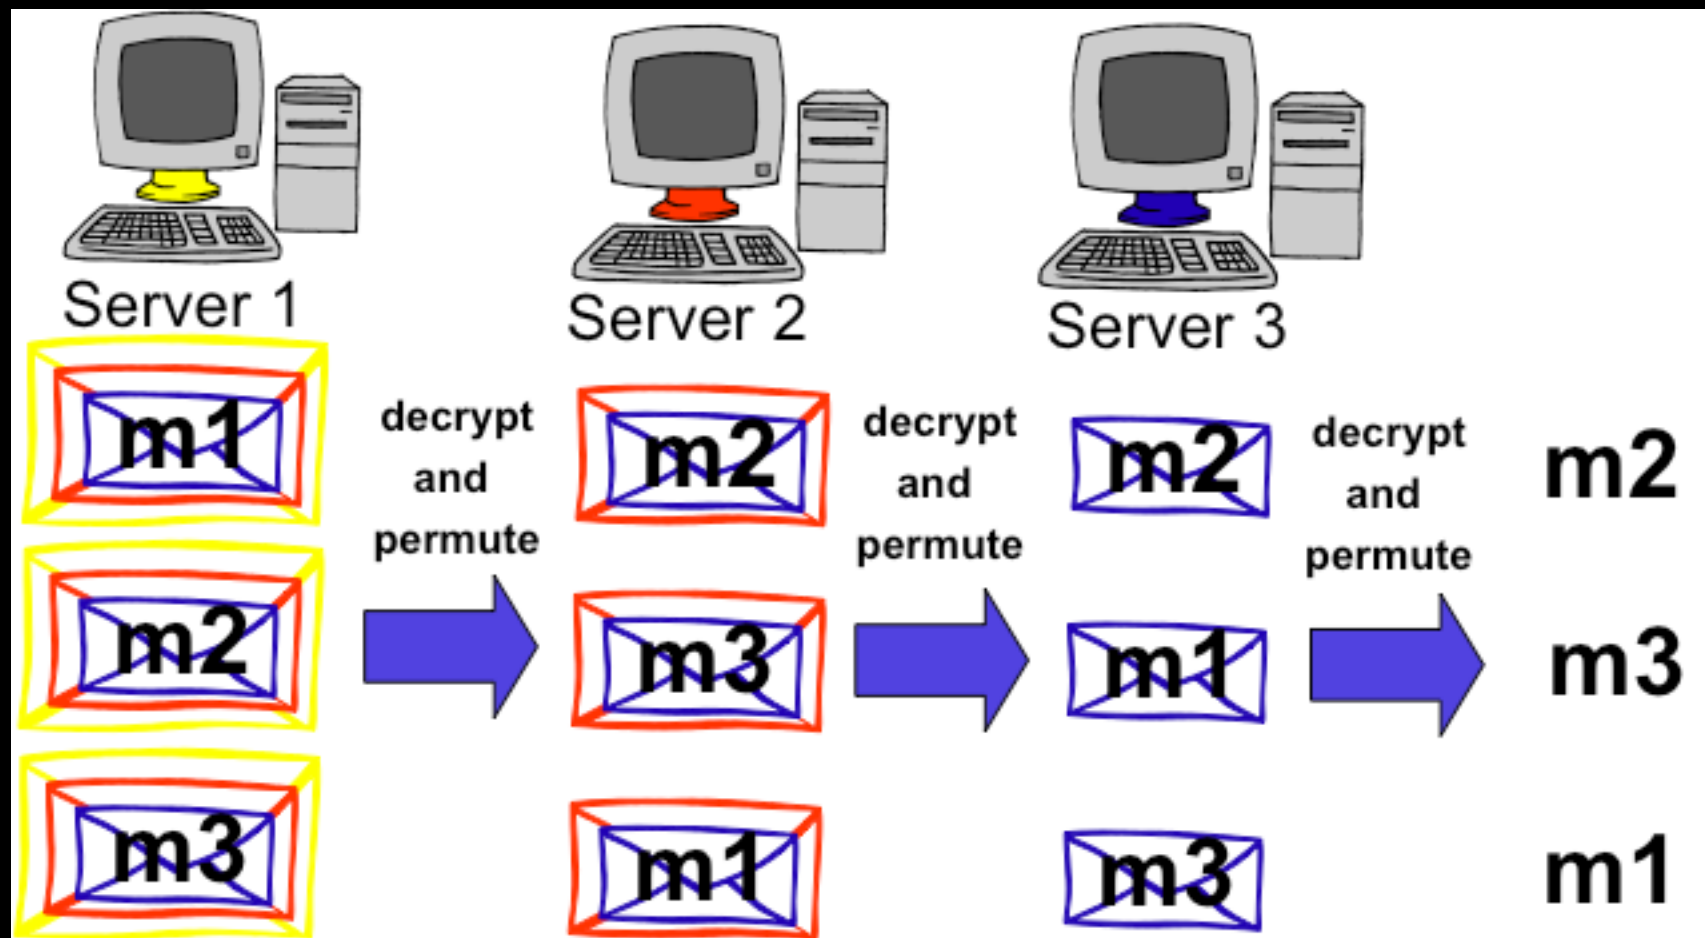 Server 1
Server 2
Server 3
m1
m2
m3
decrypt
and
permute
m2
m3
m1
decrypt
and
permute
m2
m1
m3
decrypt
and
permute
m2
m3
m1